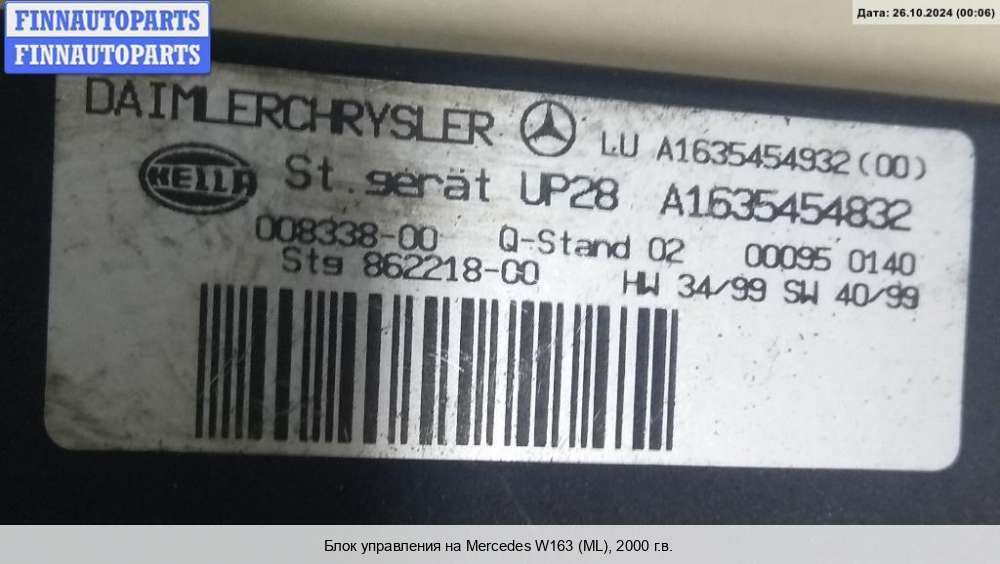 FINNAUTOPARTS
FINNAUTOPARTS
Дата: 26.10.2024 (00:06)
DAIMLERCHRYSLER LU A1635454932(00)
HELLA St.gerät UP28 A1635454832
008338-00 Q-Stand 02 00095 0140
Stg 862218-00 HW 34/99 SW 40/99
Блок управления на Mercedes W163 (ML), 2000 г.в.